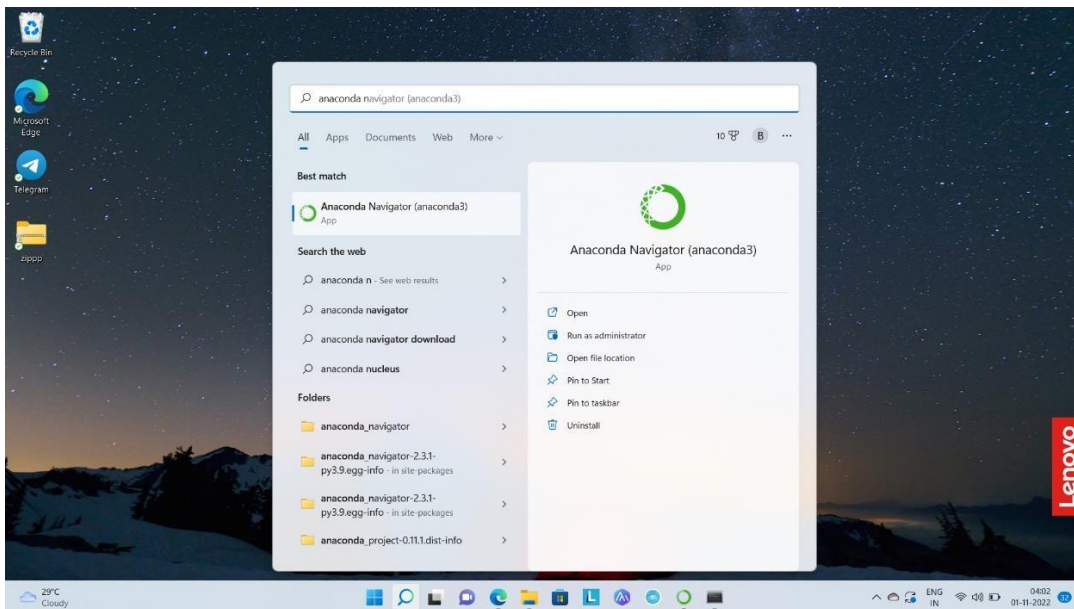 Recycle Bin
Microsoft
Edge
Telegram
zippp
anaconda navigator (anaconda3)
All Apps Documents Web More
10 B ...
Best match
Anaconda Navigator (anaconda3)
App
Search the web
anaconda n - See web results
anaconda navigator
anaconda navigator download
anaconda nucleus
Folders
anaconda_navigator
anaconda_navigator-2.3.1-
py3.9.egg-info - in site-packages
anaconda_navigator-2.3.1-
py3.9.egg-info - in site-packages
anaconda_project-0.11.1.dist-info
Anaconda Navigator (anaconda3)
App
Open
Run as administrator
Open file location
Pin to Start
Pin to taskbar
Uninstall
Lenovo
29°C
Cloudy
L
ENG
IN
04:02
01-11-2022
32